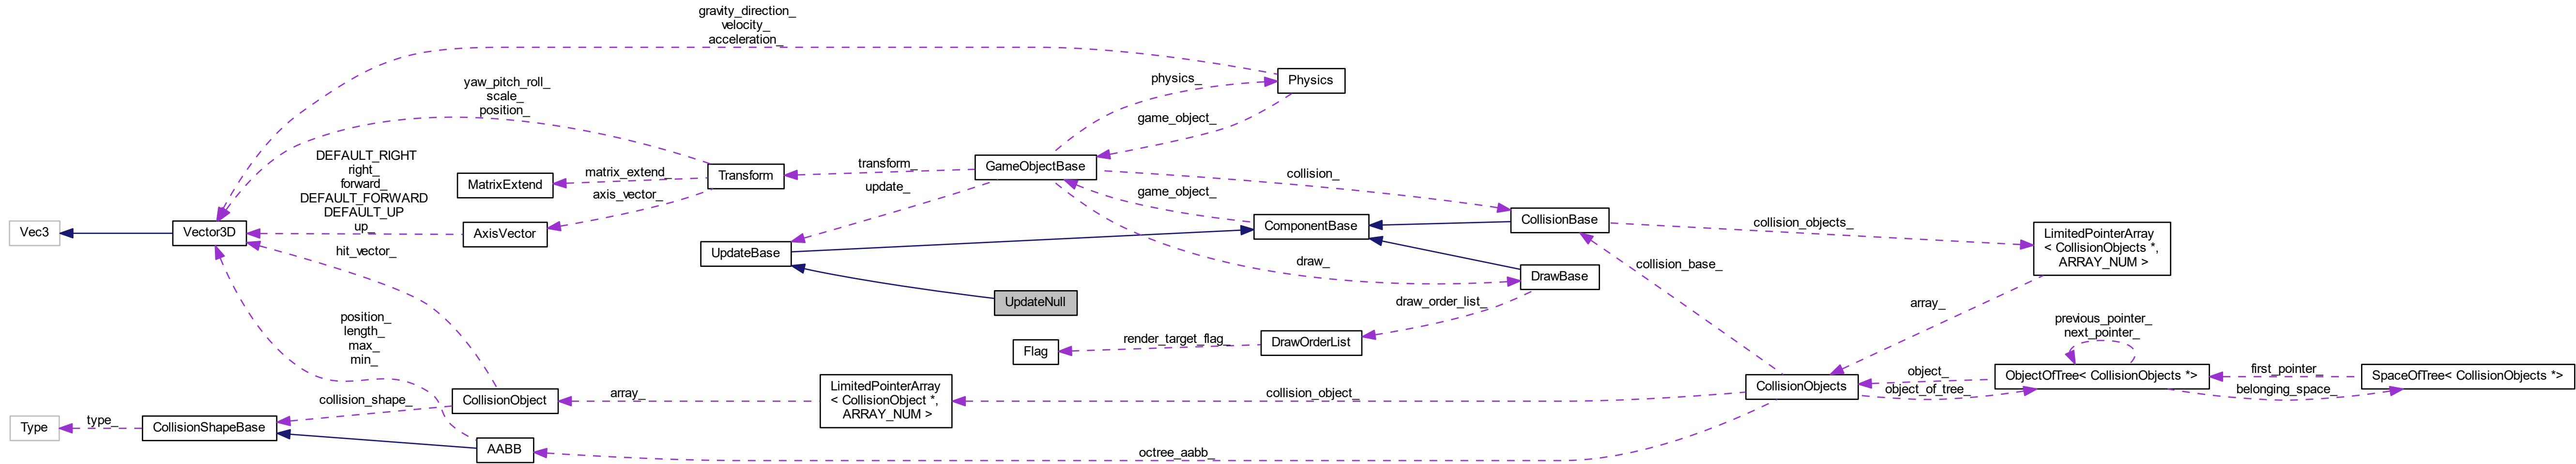 gravity_direction_
velocity_
acceleration_
Physics
yaw_pitch_roll_
scale_
position_
physics_
game_object_
DEFAULT_RIGHT
right_
forward_
DEFAULT_FORWARD
DEFAULT_UP
up_
MatrixExtend
matrix_extend_
axis_vector_
Transform
transform_
GameObjectBase
update_
collision_
game_object_
Vec3
Vector3D
AxisVector
hit_vector_
UpdateBase
ComponentBase
CollisionBase
collision_objects_
LimitedPointerArray
< CollisionObjects *,
ARRAY_NUM >
draw_
DrawBase
collision_base_
UpdateNull
draw_order_list_
array_
position_
length_
max_
min_
Flag
render_target_flag_
DrawOrderList
previous_pointer_
next_pointer_
CollisionObject
collision_shape_
array_
LimitedPointerArray
< CollisionObject *,
ARRAY_NUM >
collision_object_
CollisionObjects
object_
object_of_tree_
ObjectOfTree< CollisionObjects *>
first_pointer_
belonging_space_
SpaceOfTree< CollisionObjects *>
Type
type_
CollisionShapeBase
AABB
octree_aabb_